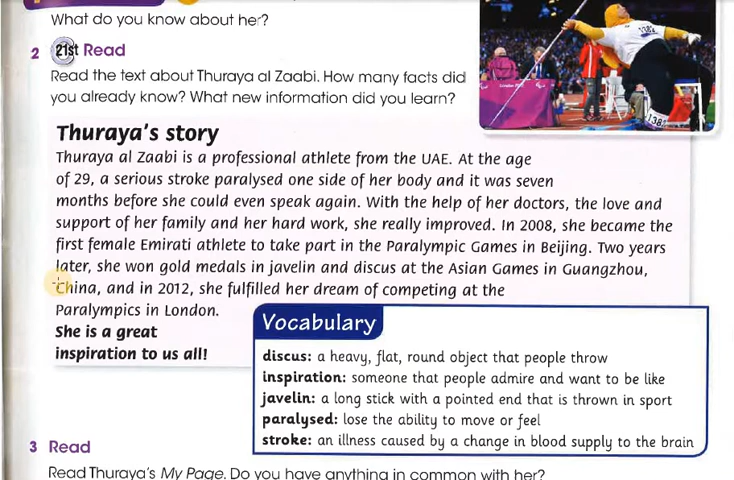 What do you know about her?
2 21st Read
Read the text about Thuraya al Zaabi. How many facts did
you already know? What new information did you learn?
Thuraya's story
Thuraya al Zaabi is a professional athlete from the UAE. At the age
of 29, a serious stroke paralysed one side of her body and it was seven
months before she could even speak again. With the help of her doctors, the love and
support of her family and her hard work, she really improved. In 2008, she became the
first female Emirati athlete to take part in the Paralympic Games in Beijing. Two years
later, she won gold medals in javelin and discus at the Asian Games in Guangzhou,
China, and in 2012, she fulfilled her dream of competing at the
Paralympics in London.
She is a great
inspiration to us all!
Vocabulary
discus: a heavy, flat, round object that people throw
inspiration: someone that people admire and want to be like
javelin: a long stick with a pointed end that is thrown in sport
paralysed: lose the ability to move or feel
stroke: an illness caused by a change in blood supply to the brain
3 Read
Read Thuraya's My Page. Do you have anything in common with her?
1382